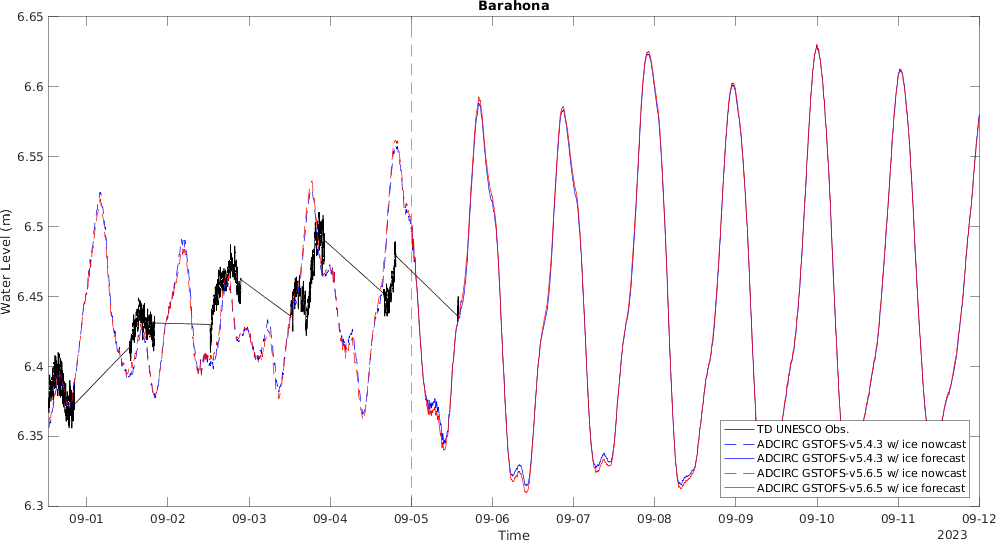 Barahona
6.65
6.6
6.55
6.5
6.45
6.4
6.35
6.3
Water Level (m)
TD UNESCO Obs.
ADCIRC GSTOFS-v5.4.3 w/ ice nowcast
ADCIRC GSTOFS-v5.4.3 w/ ice forecast
ADCIRC GSTOFS-v5.6.5 w/ ice nowcast
ADCIRC GSTOFS-v5.6.5 w/ ice forecast
09-01 09-02 09-03 09-04 09-05 09-06 09-07 09-08 09-09 09-10 09-11 09-12
Time
2023